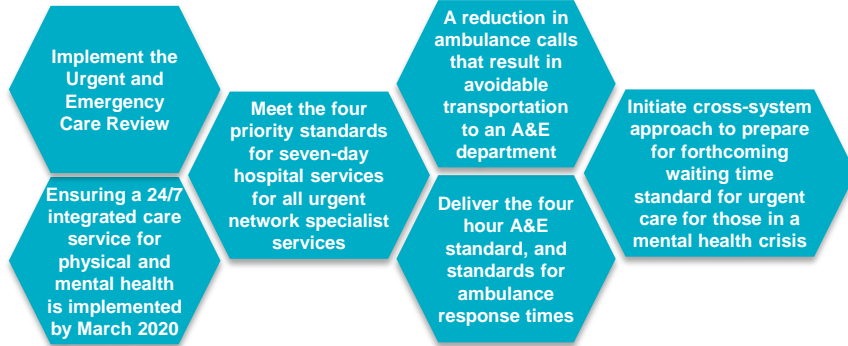 Implement the
Urgent and
Emergency
Care Review
Ensuring a 24/7
integrated care
service for
physical and
mental health
is implemented
by March 2020
Meet the four
priority standards
for seven-day
hospital services
for all urgent
network specialist
services
A reduction in
ambulance calls
that result in
avoidable
transportation
to an A&E
department
Deliver the four
hour A&E
standard, and
standards for
ambulance
response times
Initiate cross-system
approach to prepare
for forthcoming
waiting time
standard for urgent
care for those in a
mental health crisis